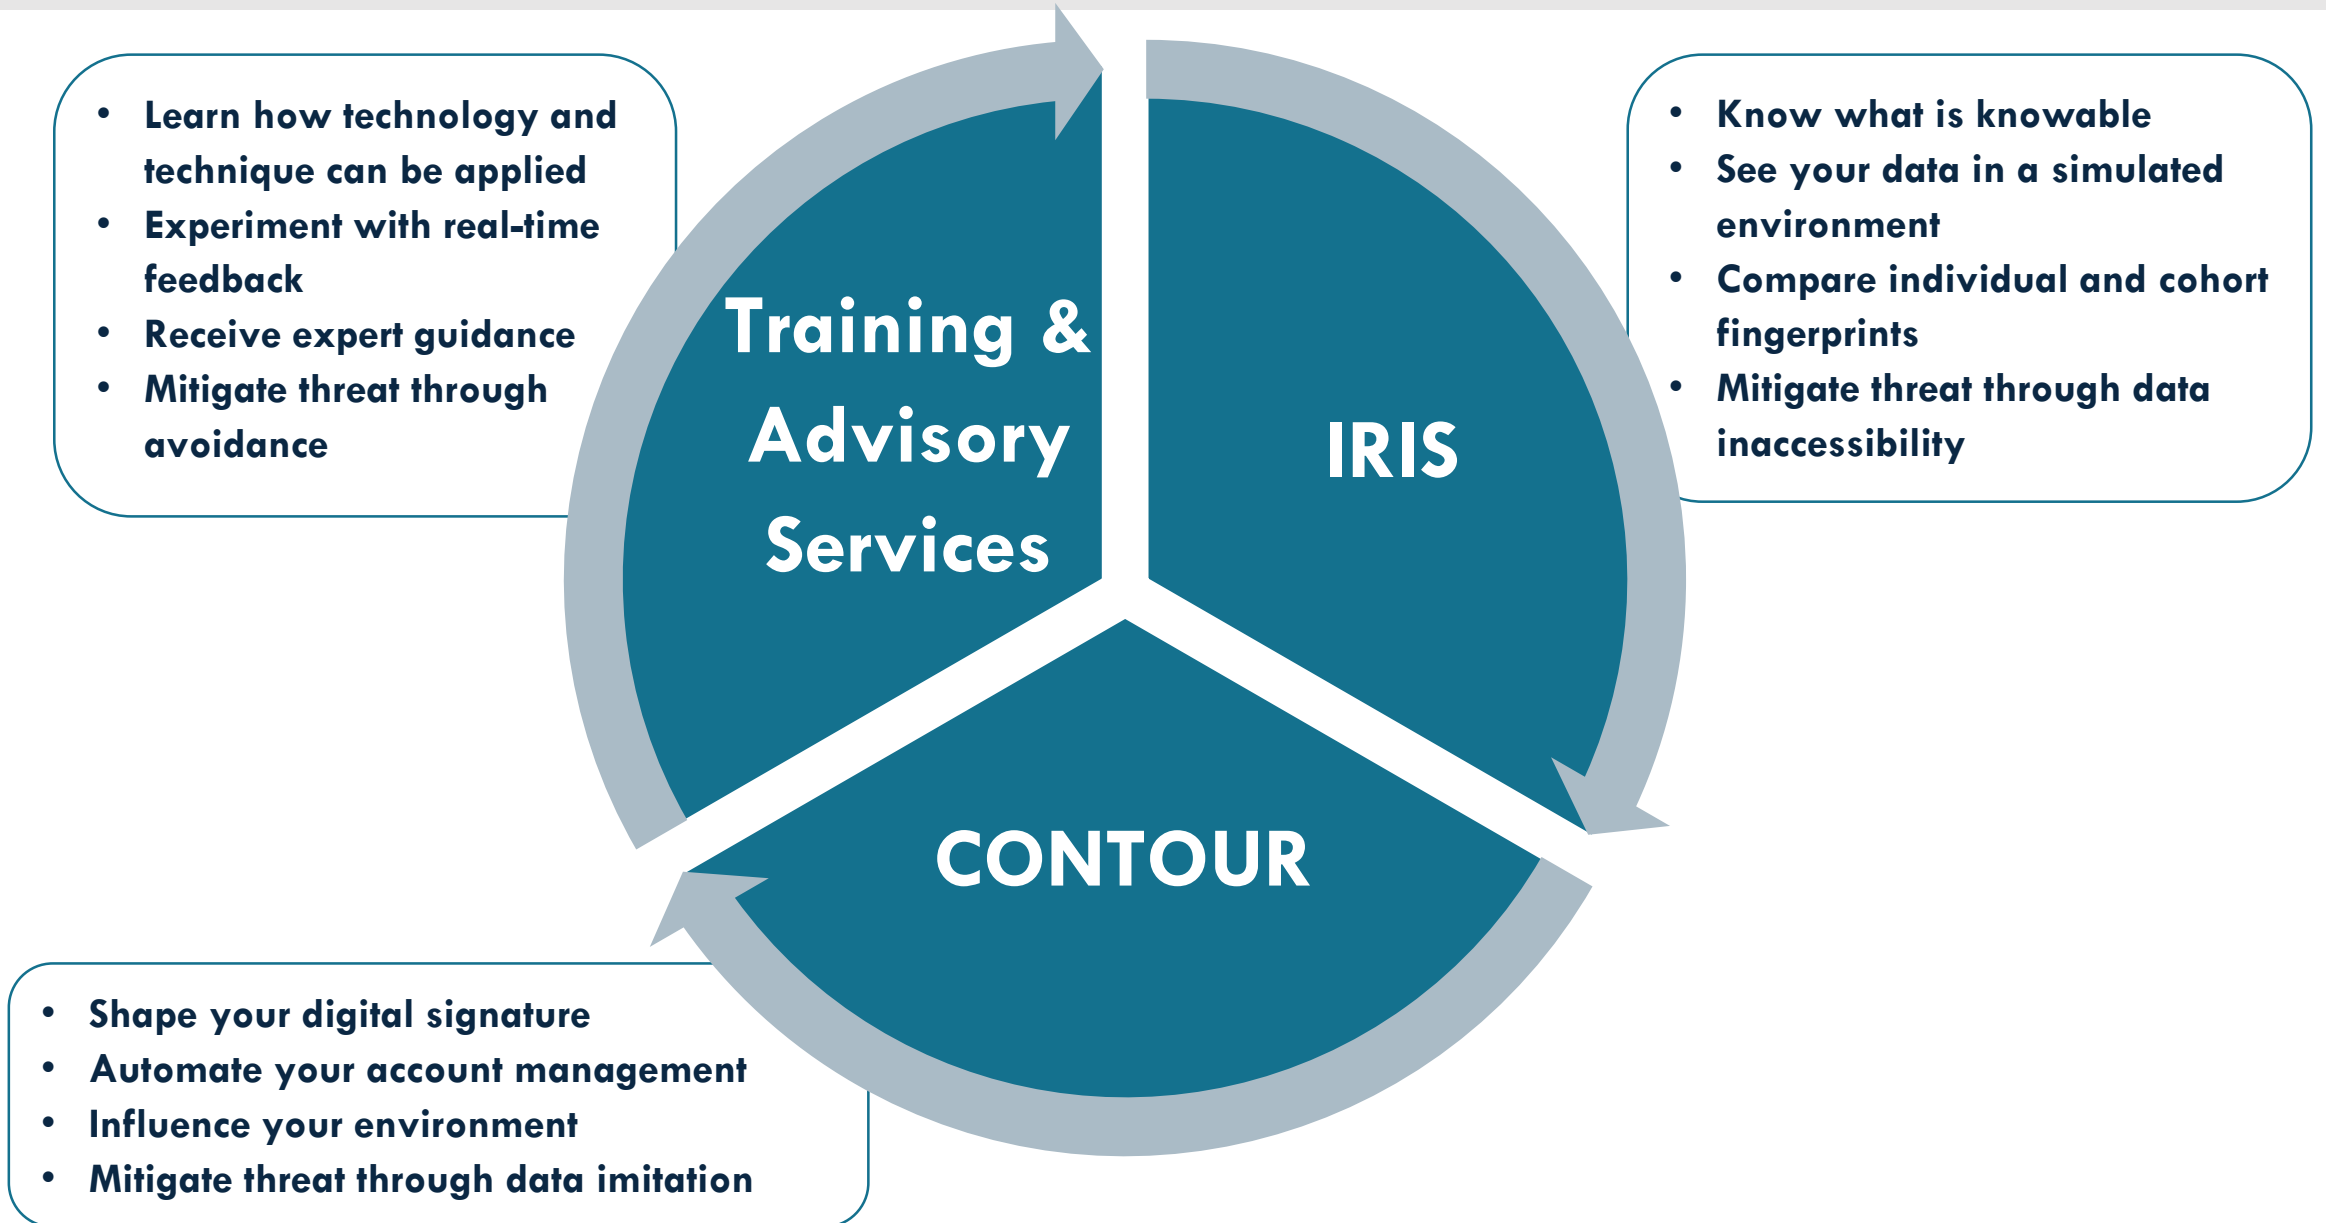 • Learn how technology and
technique can be applied
• Experiment with real-time
feedback
• Receive expert guidance
• Mitigate threat through
avoidance
Training &
Advisory
Services
IRIS
• Know what is knowable
• See your data in a simulated
environment
• Compare individual and cohort
fingerprints
• Mitigate threat through data
inaccessibility
CONTOUR
• Shape your digital signature
• Automate your account management
• Influence your environment
• Mitigate threat through data imitation